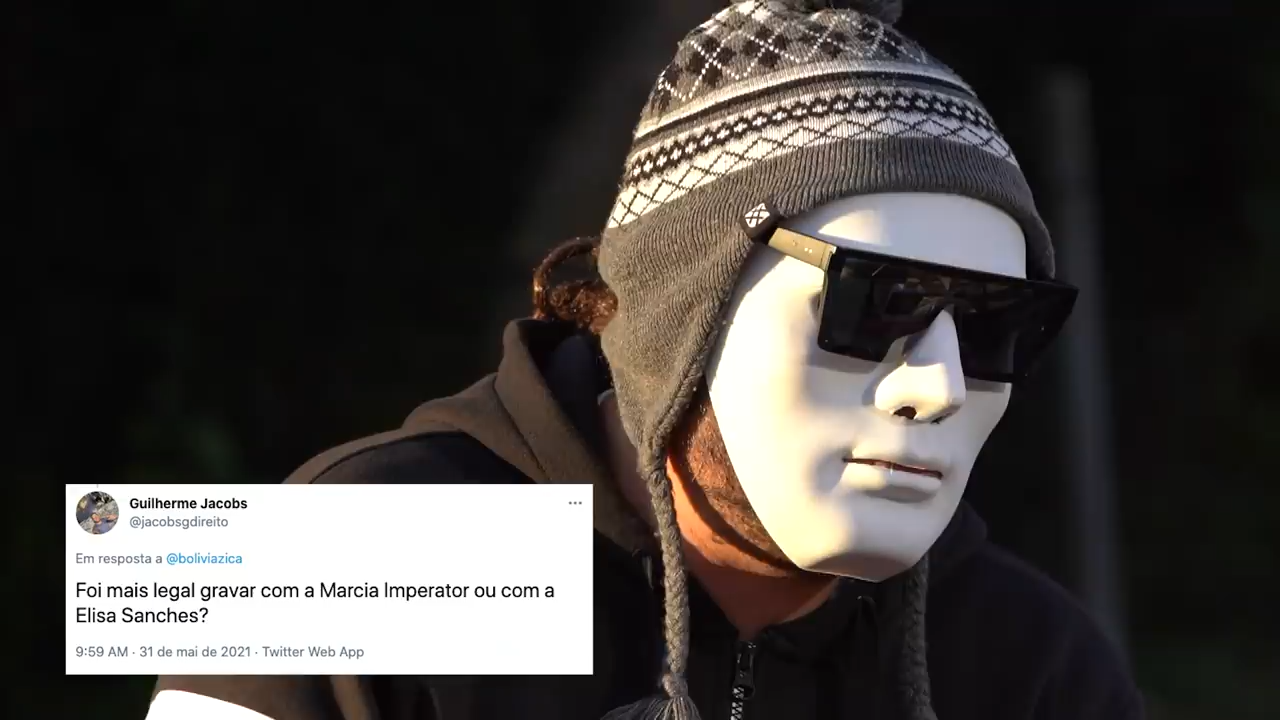 Guilherme Jacobs
@jacobsgdireito
Em resposta a @boliviazica
Foi mais legal gravar com a Marcia Imperator ou com a
Elisa Sanches?
9:59 AM · 31 de mai de 2021 · Twitter Web App